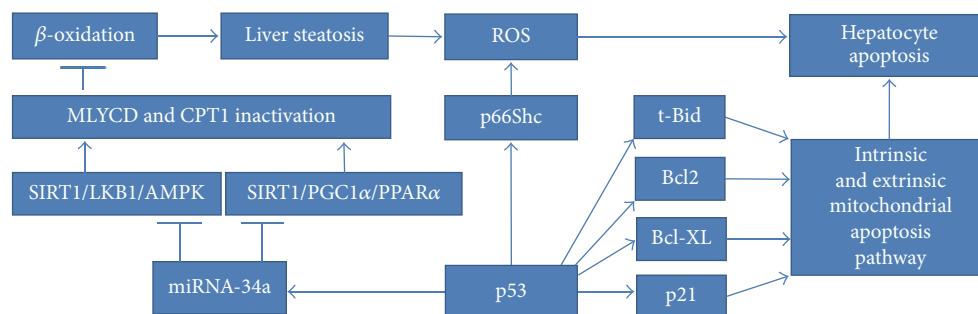 β-oxidation
Liver steatosis
ROS
Hepatocyte
apoptosis
MLYCD and CPT1 inactivation
p66Shc
t-Bid
SIRT1/LKB1/AMPK
SIRT1/PGC1α/PPARα
Bcl2
Intrinsic
and extrinsic
mitochondrial
apoptosis
pathway
Bcl-XL
miRNA-34a
p53
p21